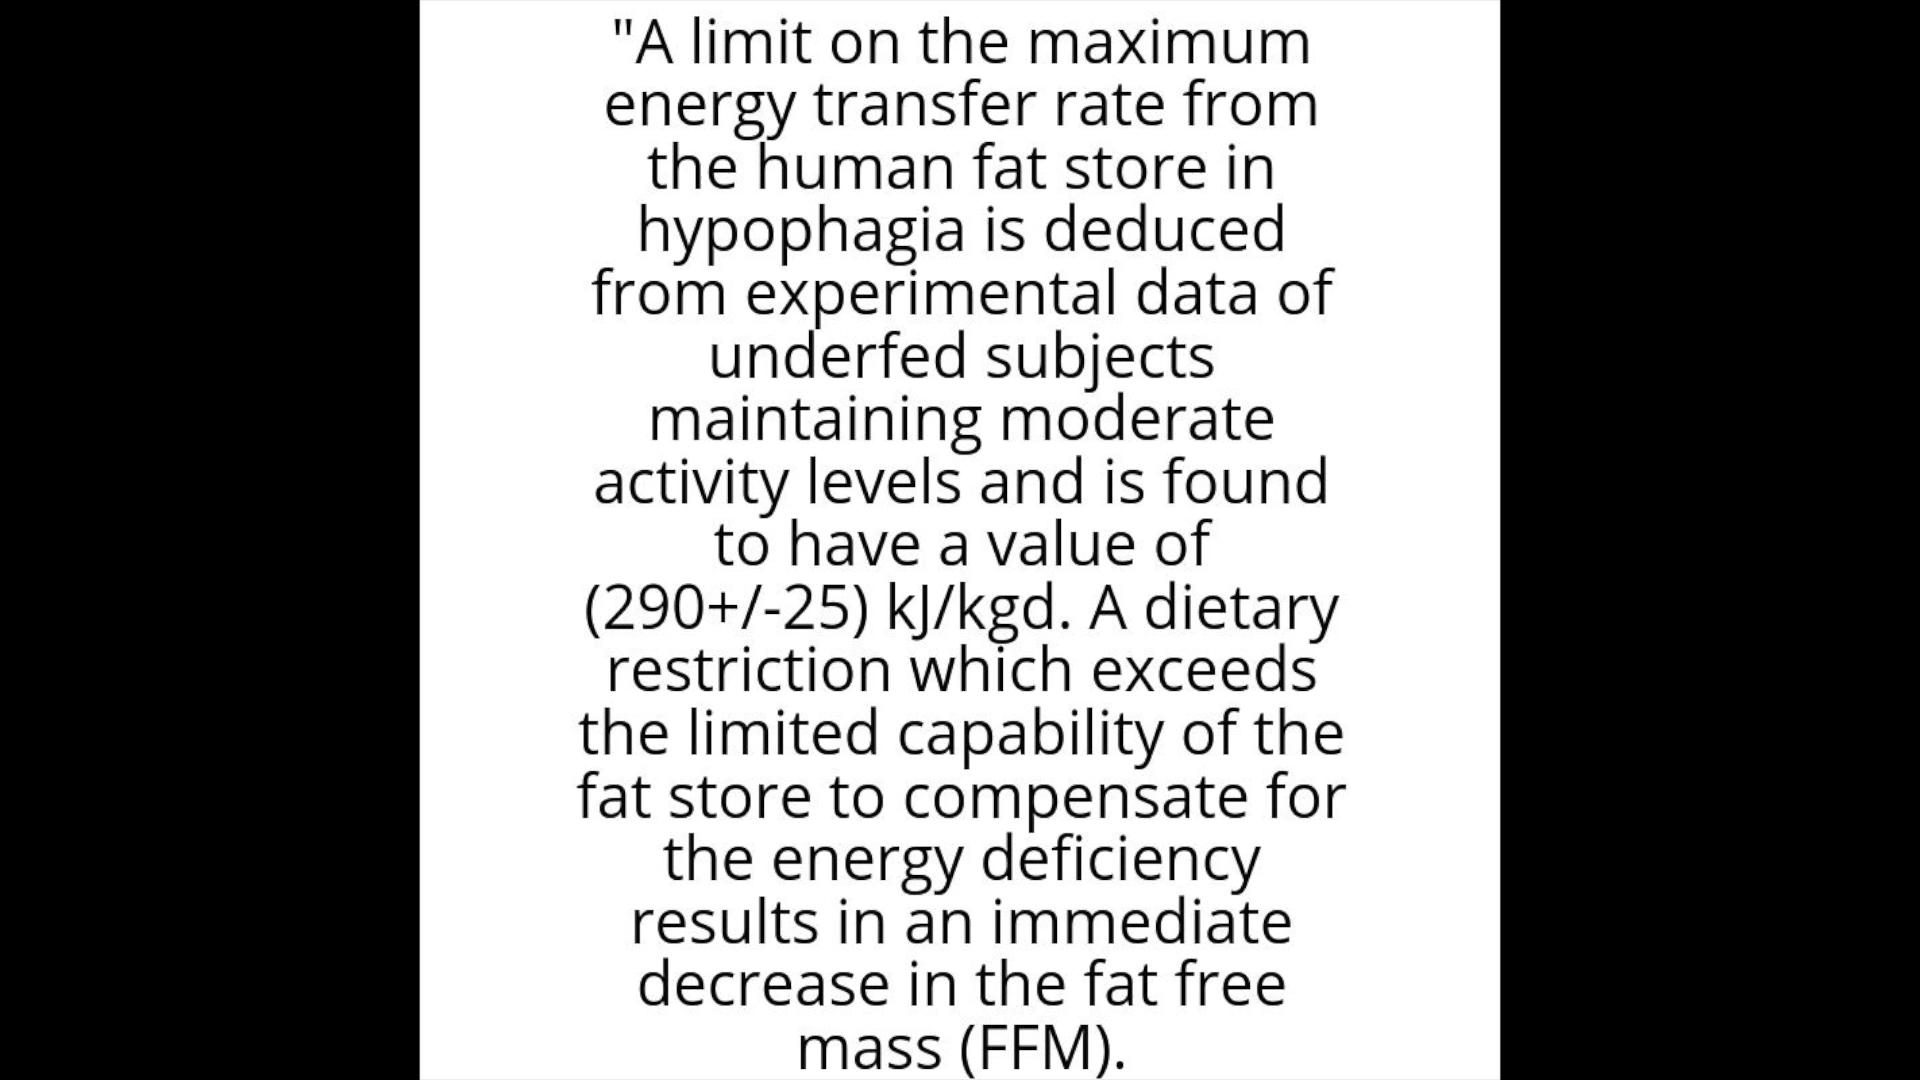 "A limit on the maximum
energy transfer rate from
the human fat store in
hypophagia is deduced
from experimental data of
underfed subjects
maintaining moderate
activity levels and is found
to have a value of
(290+/-25) kJ/kgd. A dietary
restriction which exceeds
the limited capability of the
fat store to compensate for
the energy deficiency
results in an immediate
decrease in the fat free
mass (FFM).